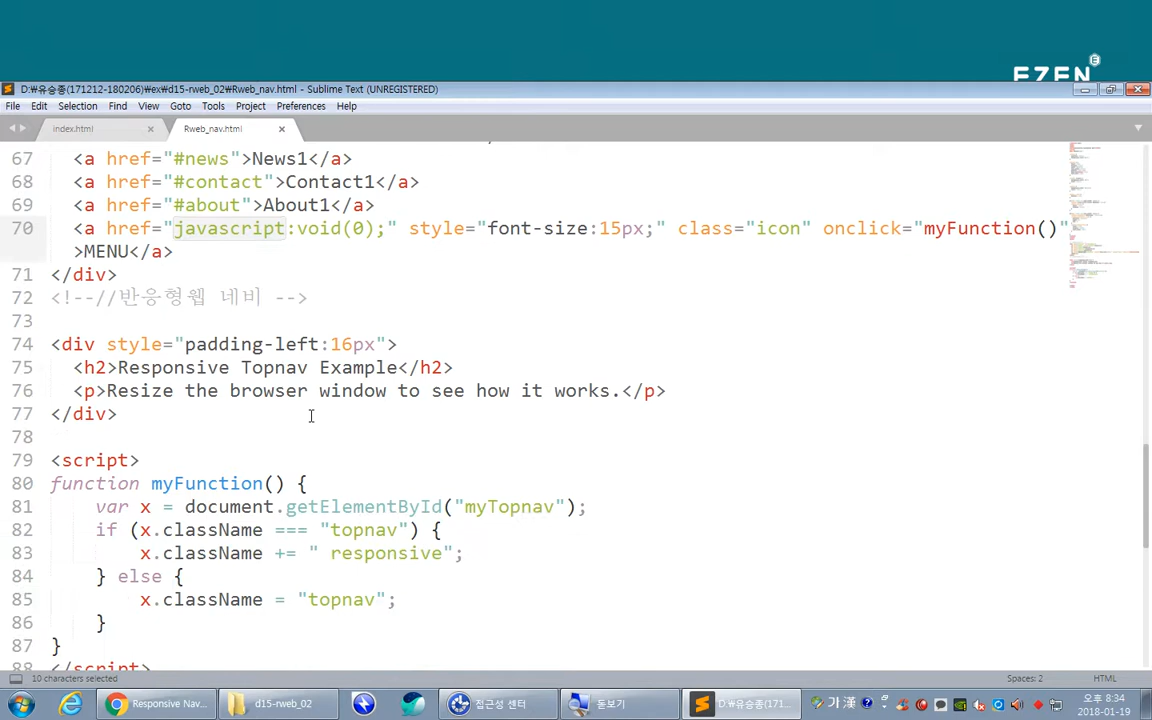 EZEN
D:\유승종(171212-180206)\ex\d15-rweb_02\Rweb_nav.html - Sublime Text (UNREGISTERED)
File Edit Selection Find View Goto Tools Project Preferences Help
index.html Rweb_nav.html
67 <a href="#news">News1</a>
68 <a href="#contact">Contact1</a>
69 <a href="#about">About1</a>
70 <a href="javascript:void(0);" style="font-size:15px;" class="icon" onclick="myFunction()"
>MENU</a>
71 </div>
72 <!--//반응형웹 네비 -->
73
74 <div style="padding-left:16px">
75 <h2>Responsive Topnav Example</h2>
76 <p>Resize the browser window to see how it works.</p>
77 </div>
78
79 <script>
80 function myFunction() {
81 var x = document.getElementById("myTopnav");
82 if (x.className === "topnav") {
83 x.className += " responsive";
84 } else {
85 x.className = "topnav";
86 }
87 }
88 </script>
10 characters selected Spaces: 2 HTML
Responsive Nav... d15-rweb_02 접근성 센터 돋보기 D:\유승종(171... 가 漢 오후 8:34
2018-01-19